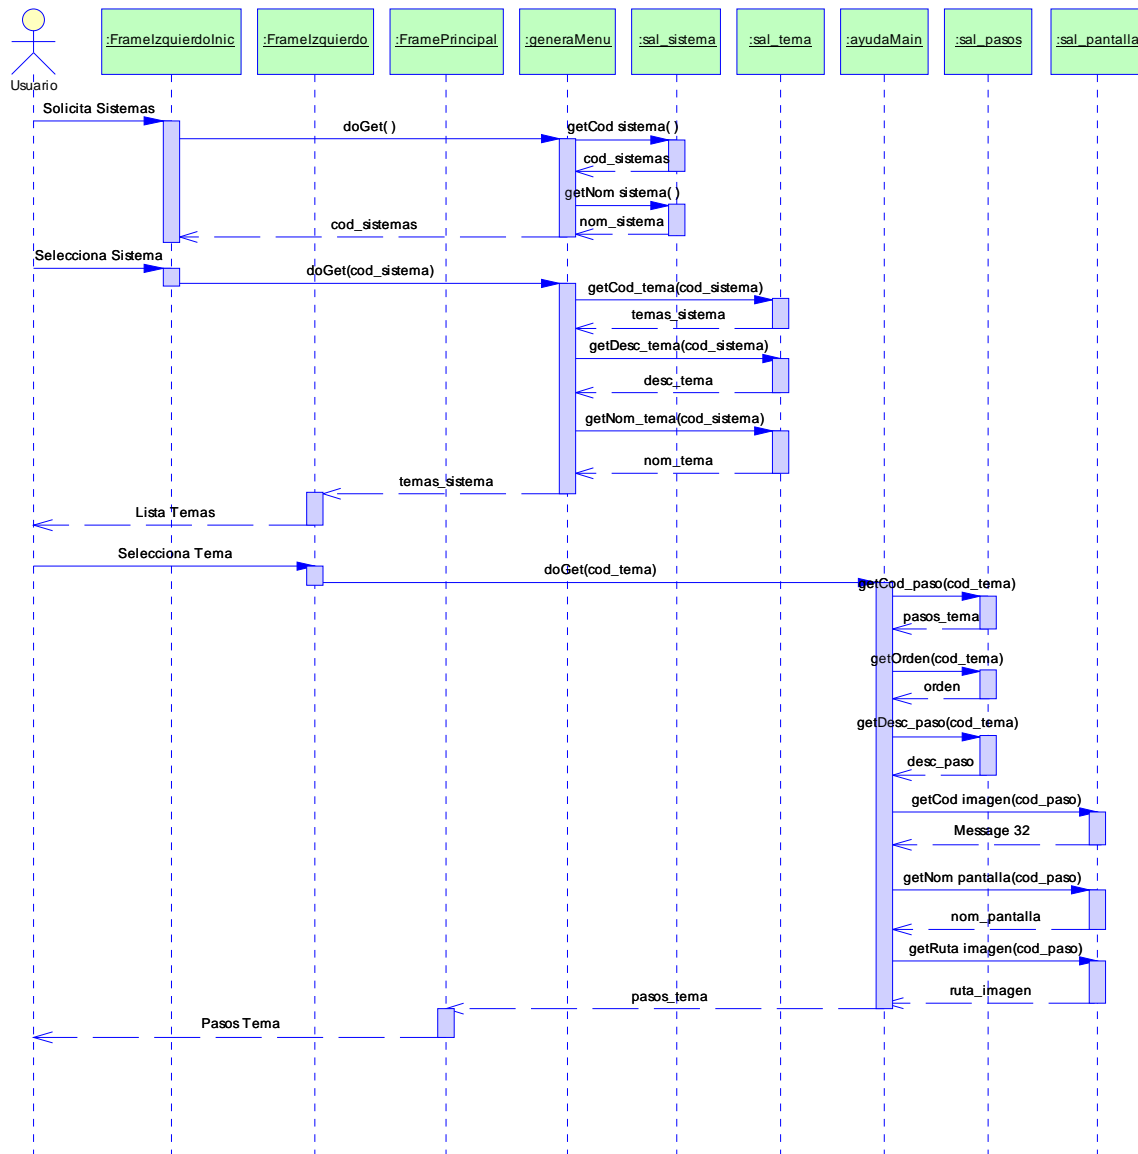 :FrameIzquierdoInic
:FrameIzquierdo
:FramePrincipal
:generaMenu
:sal_sistema
:sal_tema
:ayudaMain
:sal_pasos
:sal_pantalla
Usuario
Solicita Sistemas
doGet( )
getCod sistema( )
cod_sistemas
getNom sistema( )
nom_sistema
cod_sistemas
Selecciona Sistema
doGet(cod_sistema)
getCod_tema(cod_sistema)
temas_sistema
getDesc_tema(cod_sistema)
desc_tema
getNom_tema(cod_sistema)
nom_tema
temas_sistema
Lista Temas
Selecciona Tema
doGet(cod_tema)
getCod_paso(cod_tema)
pasos_tema
getOrden(cod_tema)
orden
getDesc_paso(cod_tema)
desc_paso
getCod imagen(cod_paso)
Message 32
getNom pantalla(cod_paso)
nom_pantalla
getRuta imagen(cod_paso)
ruta_imagen
pasos_tema
Pasos Tema